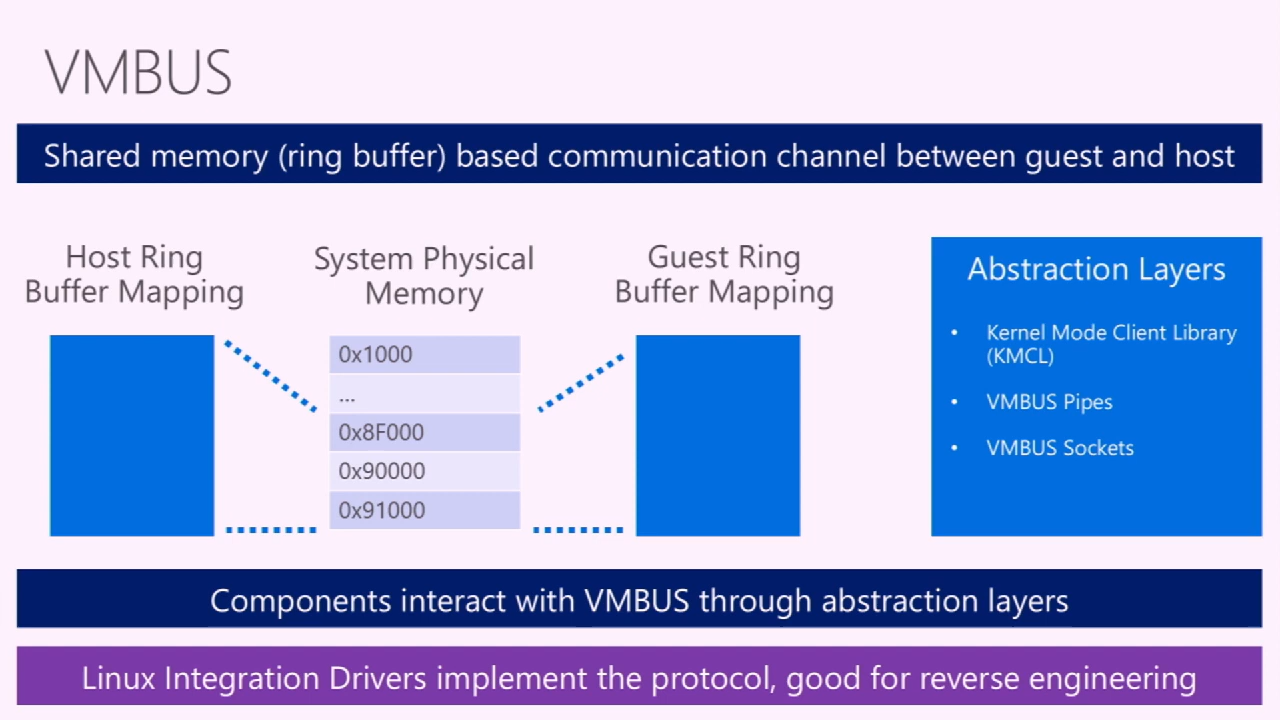 VMBUS
Shared memory (ring buffer) based communication channel between guest and host
Host Ring
Buffer Mapping
System Physical
Memory
0x1000
...
0x8F000
0x90000
0x91000
Guest Ring
Buffer Mapping
Abstraction Layers
• Kernel Mode Client Library
(KMCL)
• VMBUS Pipes
• VMBUS Sockets
Components interact with VMBUS through abstraction layers
Linux Integration Drivers implement the protocol, good for reverse engineering